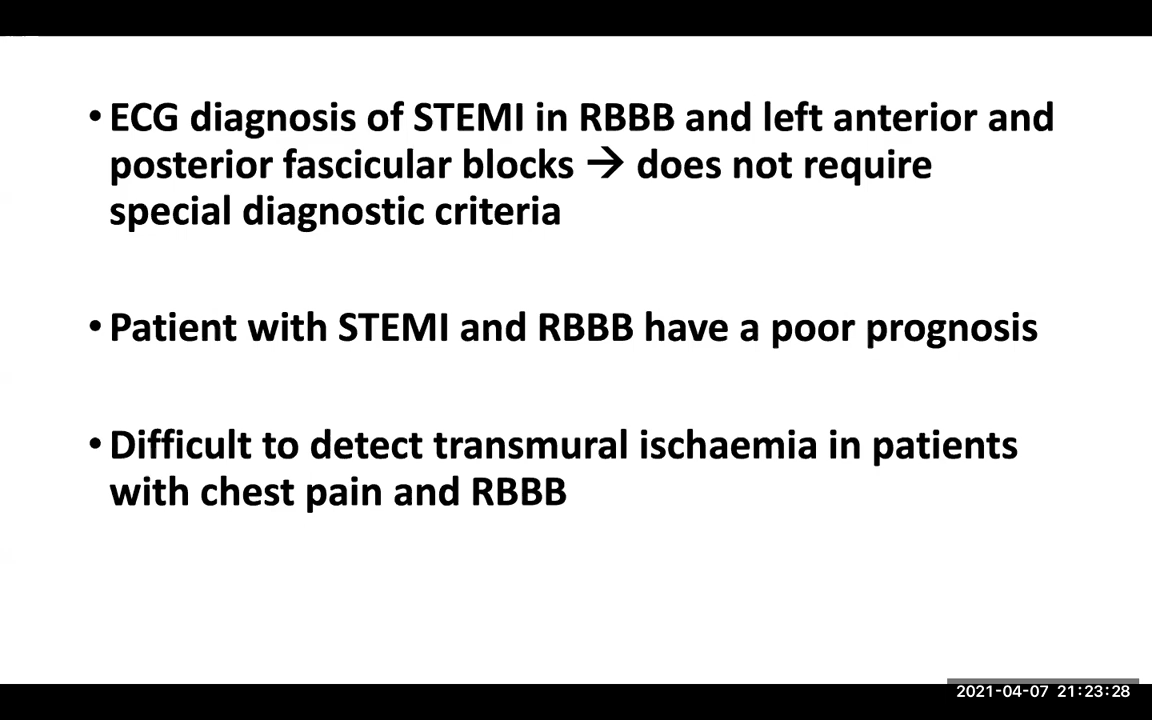 • ECG diagnosis of STEMI in RBBB and left anterior and
posterior fascicular blocks → does not require
special diagnostic criteria
• Patient with STEMI and RBBB have a poor prognosis
• Difficult to detect transmural ischaemia in patients
with chest pain and RBBB
2021-04-07 21:23:28